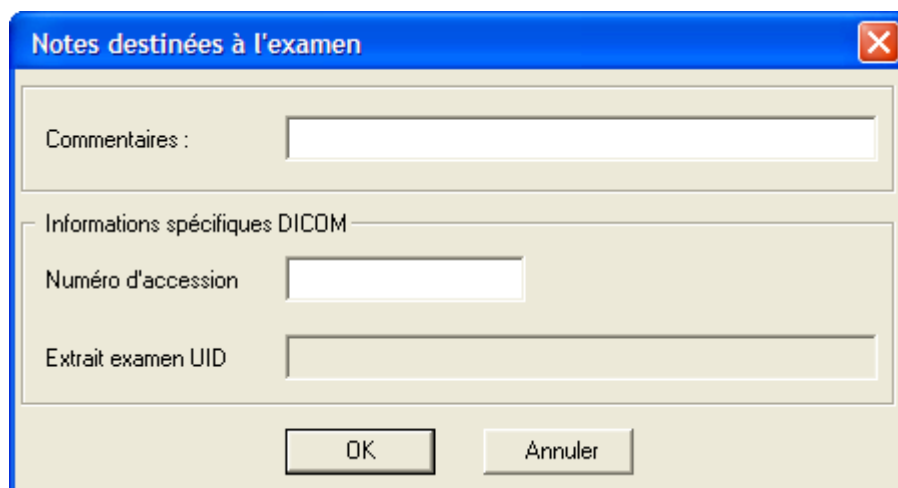 Notes destinées à l'examen
Commentaires :
Informations spécifiques DICOM
Numéro d'accession
Extrait examen UID
OK
Annuler